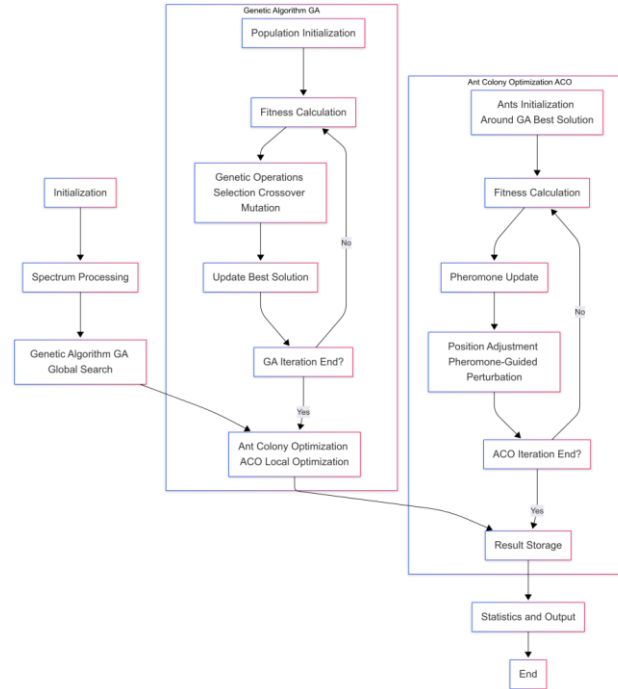 Genetic Algorithm GA
Population Initialization
Fitness Calculation
Genetic Operations
Selection Crossover
Mutation
Update Best Solution
No
GA Iteration End?
Yes
Ant Colony Optimization
ACO Local Optimization
Initialization
Spectrum Processing
Genetic Algorithm GA
Global Search
Ant Colony Optimization ACO
Ants Initialization
Around GA Best Solution
Fitness Calculation
Pheromone Update
No
Position Adjustment
Pheromone-Guided
Perturbation
ACO Iteration End?
Yes
Result Storage
Statistics and Output
End